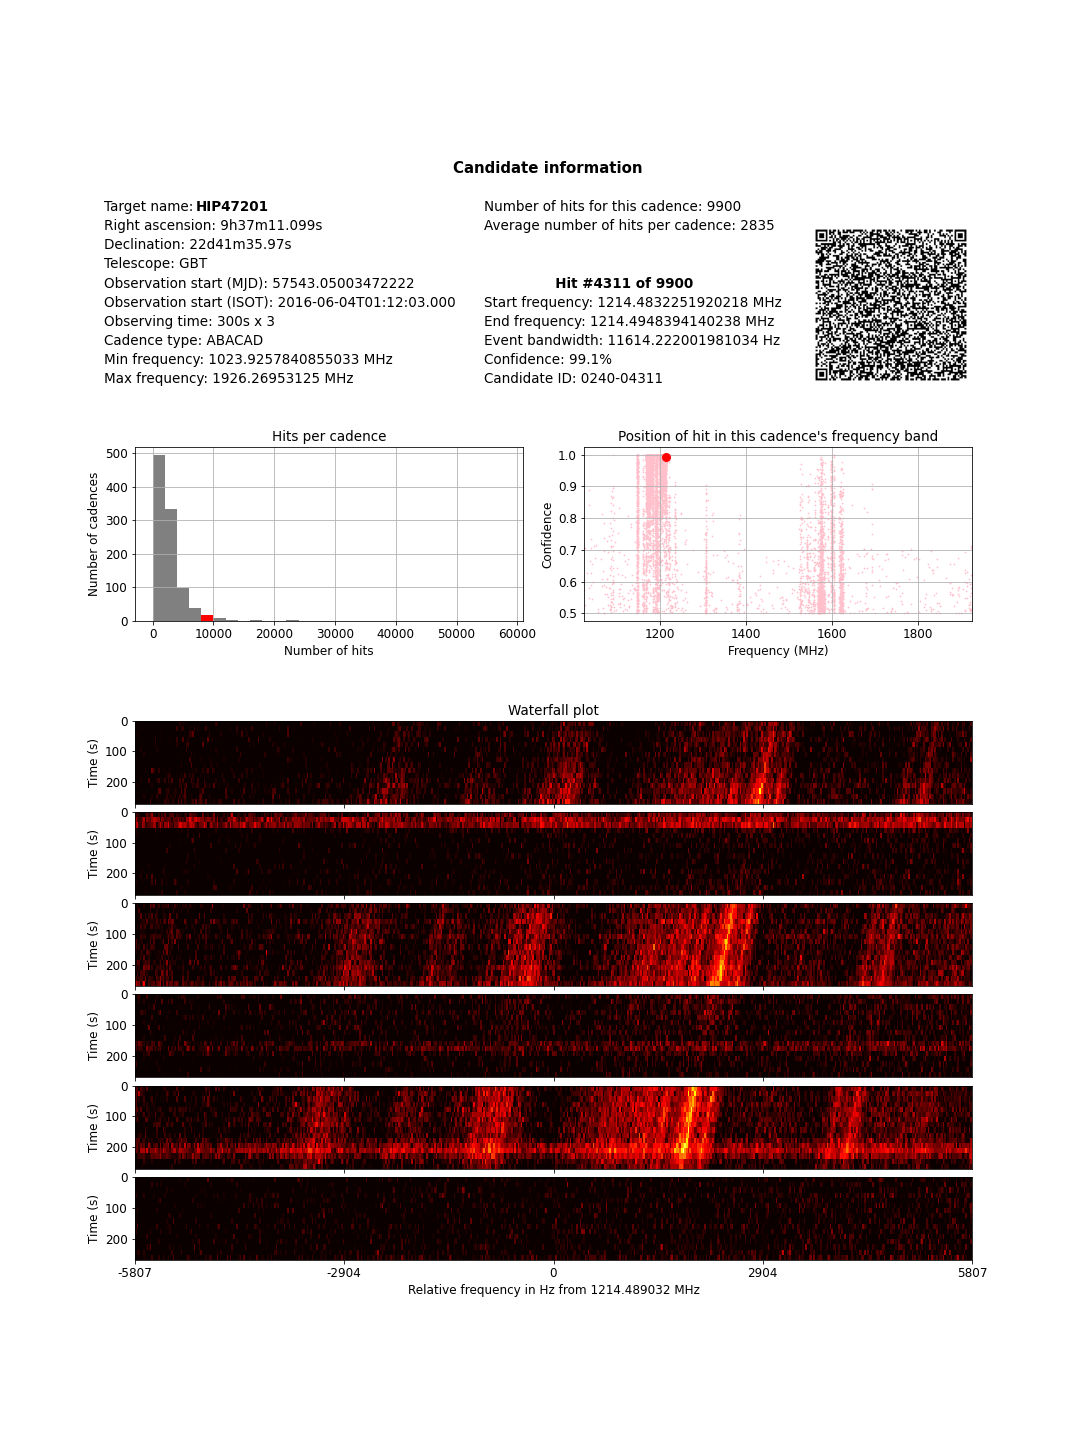 Candidate information
Target name: HIP47201
Right ascension: 9h37m11.099s
Declination: 22d41m35.97s
Telescope: GBT
Observation start (MJD): 57543.05003472222
Observation start (ISOT): 2016-06-04T01:12:03.000
Observing time: 300s x 3
Cadence type: ABACAD
Min frequency: 1023.9257840855033 MHz
Max frequency: 1926.26953125 MHz
Number of hits for this cadence: 9900
Average number of hits per cadence: 2835
Hit #4311 of 9900
Start frequency: 1214.4832251920218 MHz
End frequency: 1214.4948394140238 MHz
Event bandwidth: 11614.222001981034 Hz
Confidence: 99.1%
Candidate ID: 0240-04311
Hits per cadence
Number of cadences
500
400
300
200
100
0
0 10000 20000 30000 40000 50000 60000
Number of hits
Position of hit in this cadence's frequency band
Confidence
1.0
0.9
0.8
0.7
0.6
0.5
1200 1400 1600 1800
Frequency (MHz)
Waterfall plot
Time (s)
0
100
200
Time (s)
0
100
200
Time (s)
0
100
200
Time (s)
0
100
200
Time (s)
0
100
200
Time (s)
0
100
200
-5807 -2904 0 2904 5807
Relative frequency in Hz from 1214.489032 MHz